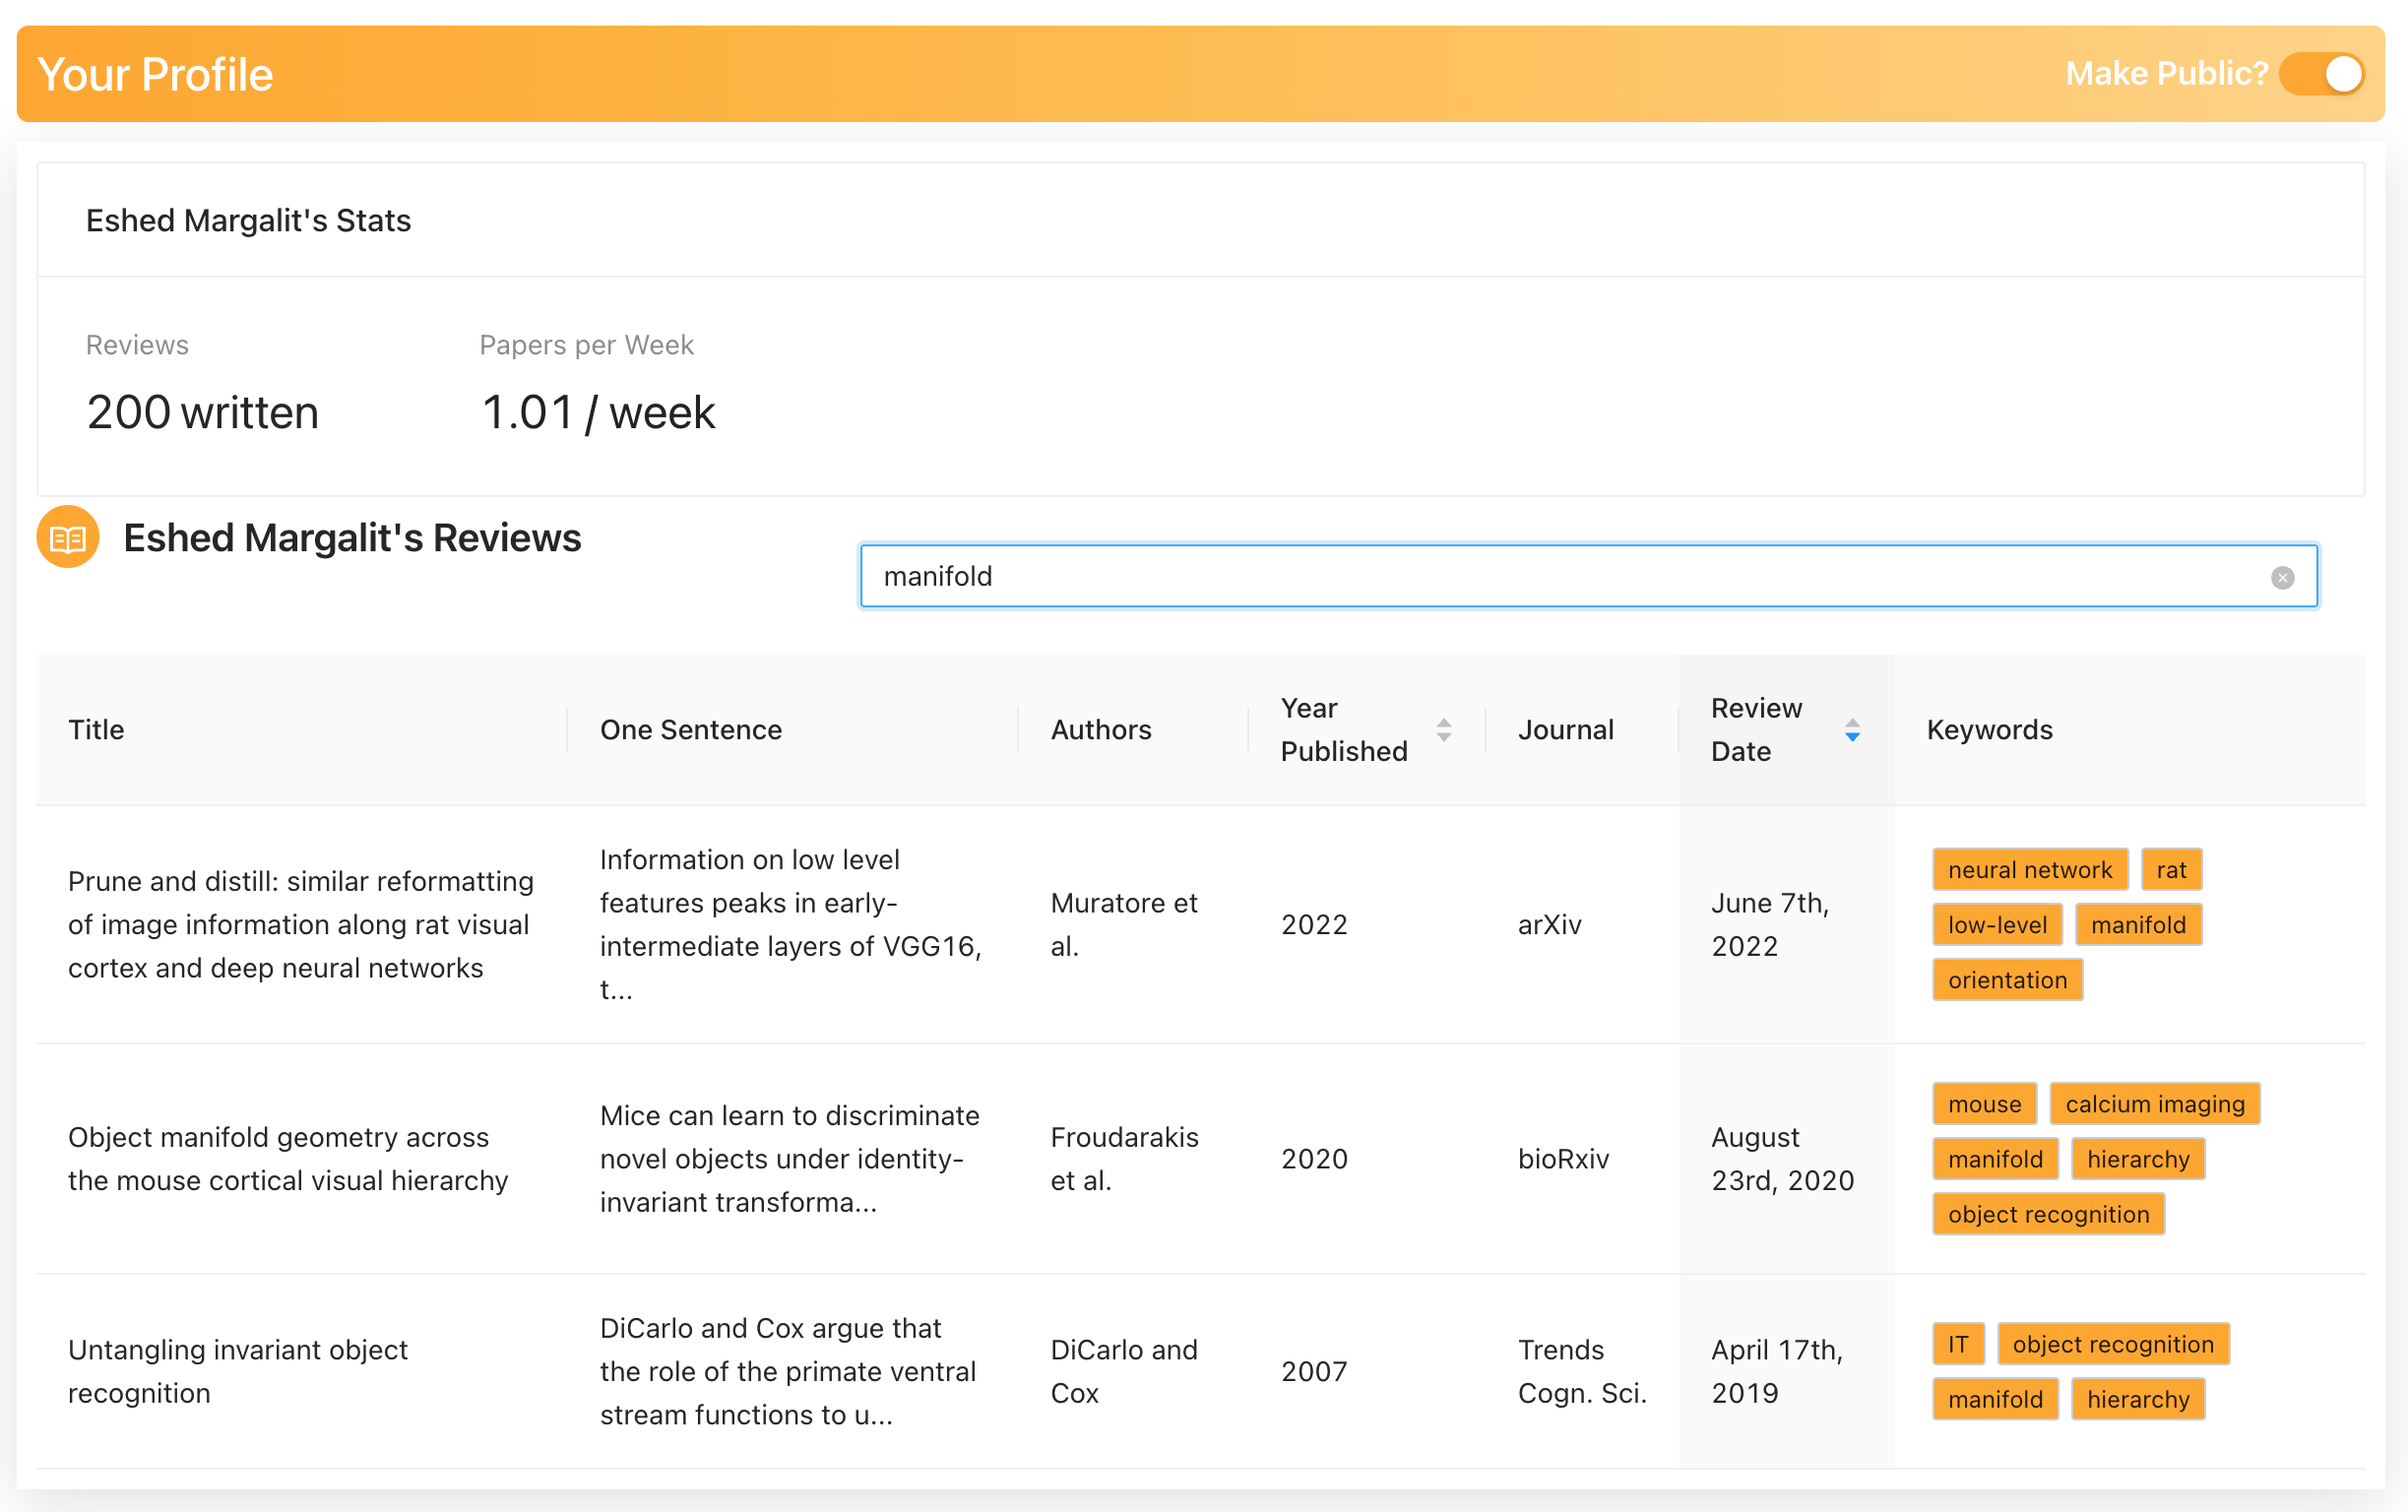 Your Profile
Make Public?
Eshed Margalit's Stats
Reviews
Papers per Week
200 written
1.01 / week
Eshed Margalit's Reviews
manifold
Title
One Sentence
Authors
Year
Published
Journal
Review
Date
Keywords
Prune and distill: similar reformatting
of image information along rat visual
cortex and deep neural networks
Information on low level
features peaks in early-
intermediate layers of VGG16,
t...
Muratore et
al.
2022
arXiv
June 7th,
2022
neural network rat
low-level manifold
orientation
Object manifold geometry across
the mouse cortical visual hierarchy
Mice can learn to discriminate
novel objects under identity-
invariant transforma...
Froudarakis
et al.
2020
bioRxiv
August
23rd, 2020
mouse calcium imaging
manifold hierarchy
object recognition
Untangling invariant object
recognition
DiCarlo and Cox argue that
the role of the primate ventral
stream functions to u...
DiCarlo and
Cox
2007
Trends
Cogn. Sci.
April 17th,
2019
IT object recognition
manifold hierarchy